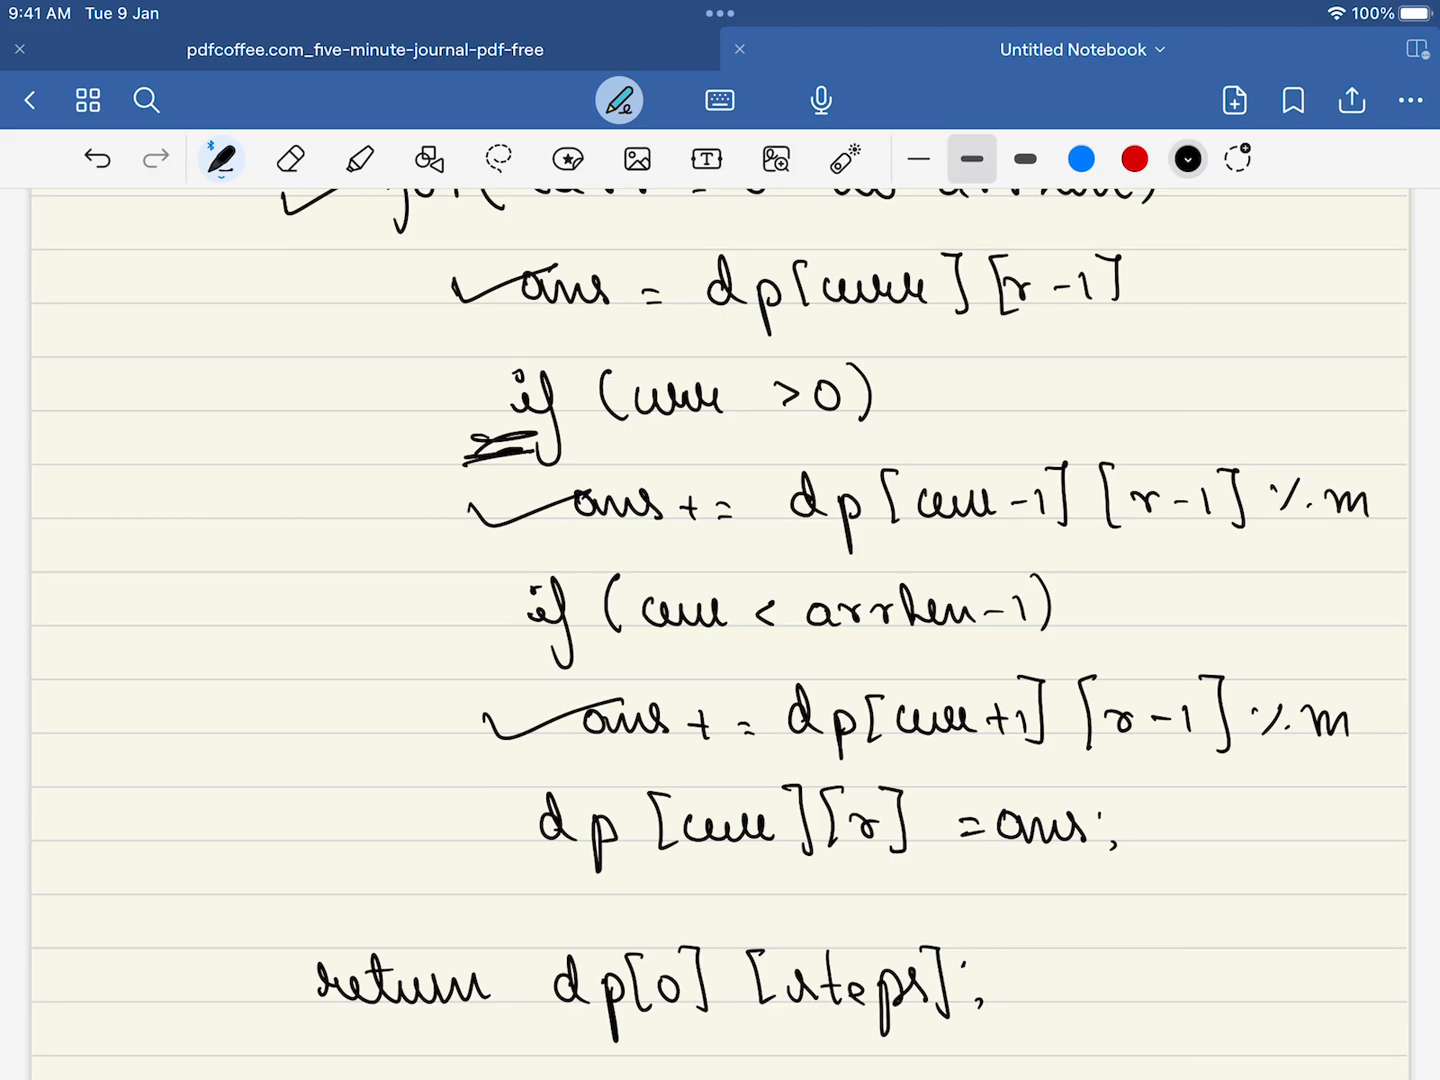 9:41 AM Tue 9 Jan
100%
pdfcoffee.com_five-minute-journal-pdf-free
Untitled Notebook
ans = dp[curr][r-1]
if (curr >0)
ans += dp[curr-1][r-1] % m
if (curr < arrLen-1)
ans += dp[curr+1][r-1] % m
dp[curr][r] = ans;
return dp[0][steps];